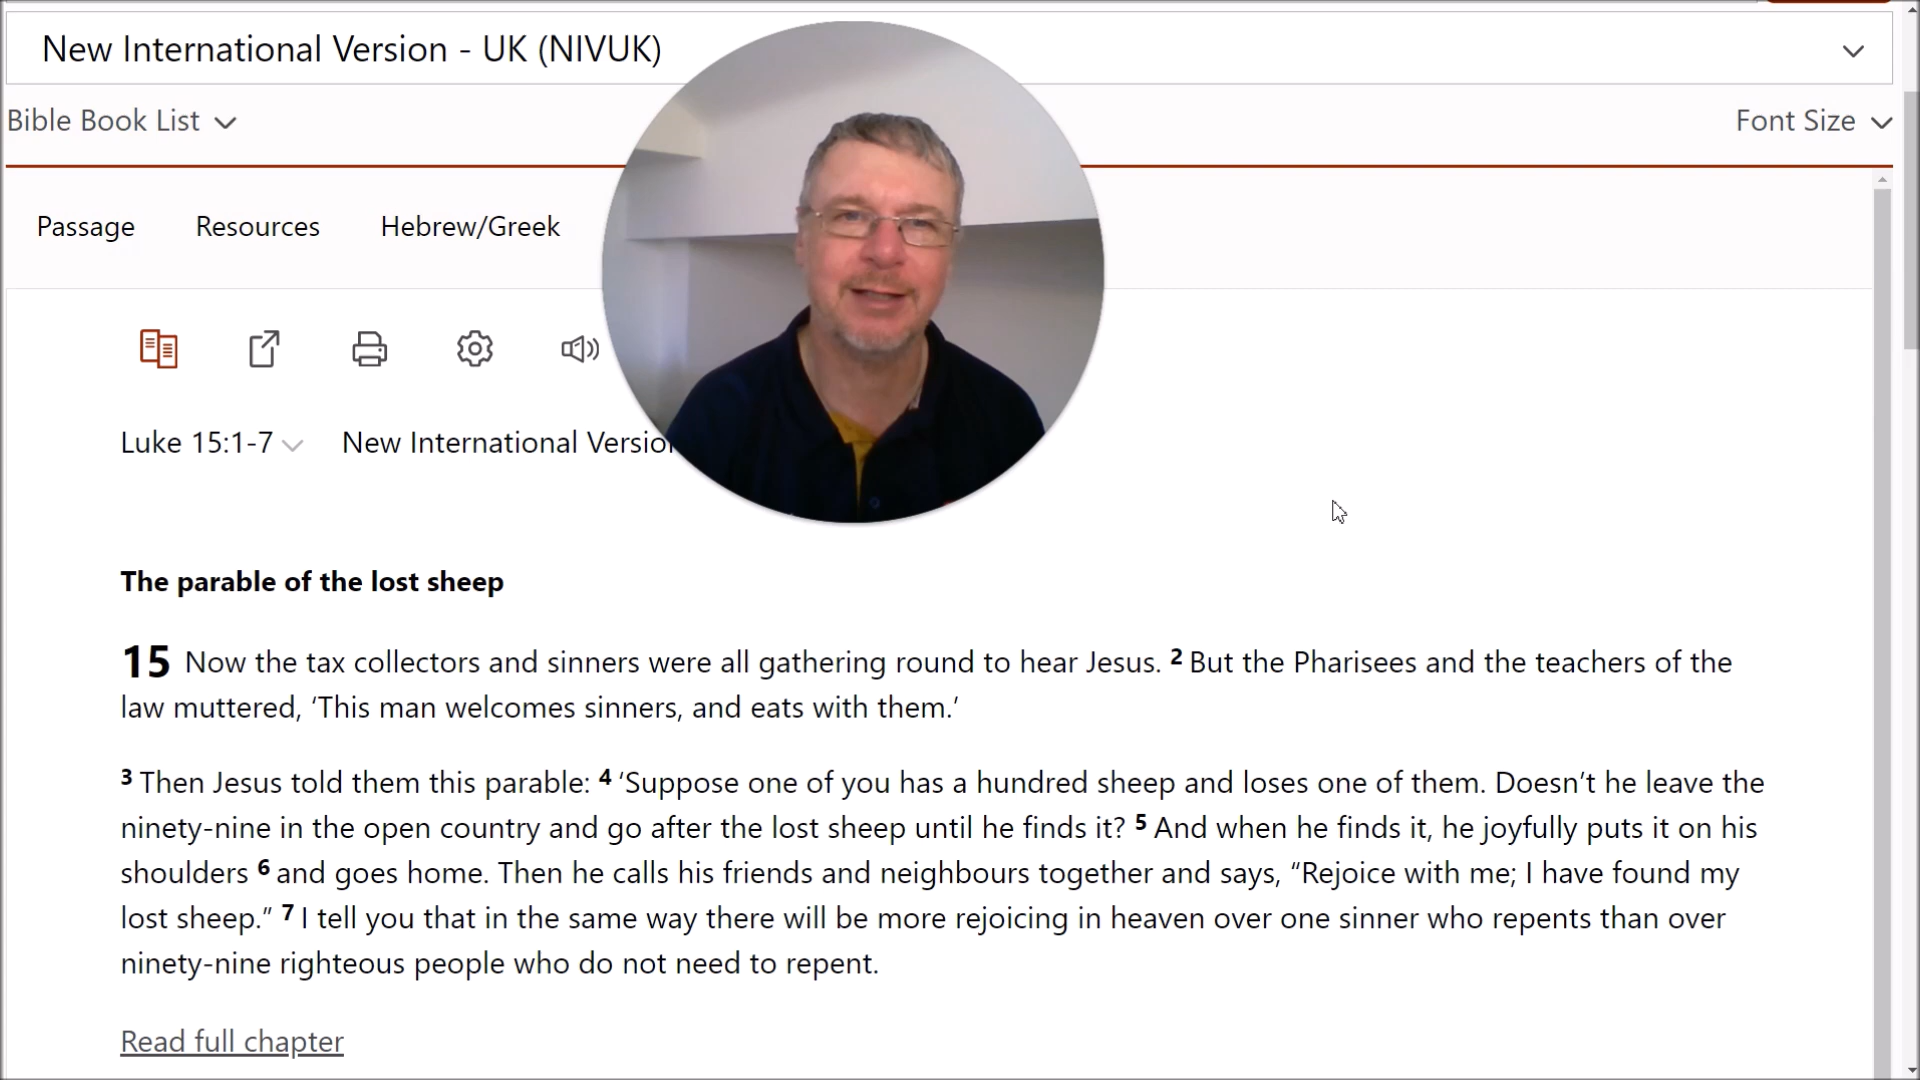 New International Version - UK (NIVUK)
Bible Book List
Font Size
Passage Resources Hebrew/Greek
Luke 15:1-7 New International Versio
The parable of the lost sheep
15 Now the tax collectors and sinners were all gathering round to hear Jesus. 2 But the Pharisees and the teachers of the
law muttered, ‘This man welcomes sinners, and eats with them.’
3 Then Jesus told them this parable: 4 ‘Suppose one of you has a hundred sheep and loses one of them. Doesn’t he leave the
ninety-nine in the open country and go after the lost sheep until he finds it? 5 And when he finds it, he joyfully puts it on his
shoulders 6 and goes home. Then he calls his friends and neighbours together and says, “Rejoice with me; I have found my
lost sheep.” 7 I tell you that in the same way there will be more rejoicing in heaven over one sinner who repents than over
ninety-nine righteous people who do not need to repent.
Read full chapter